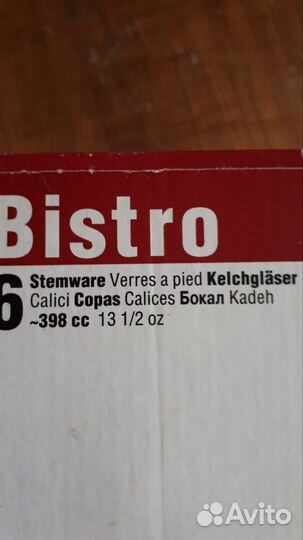 Bistro
6 Stemware Verres a pied Kelchgläser
Calici Copas Calices Бокал Kadeh
~398 cc 13 1/2 oz
Avito